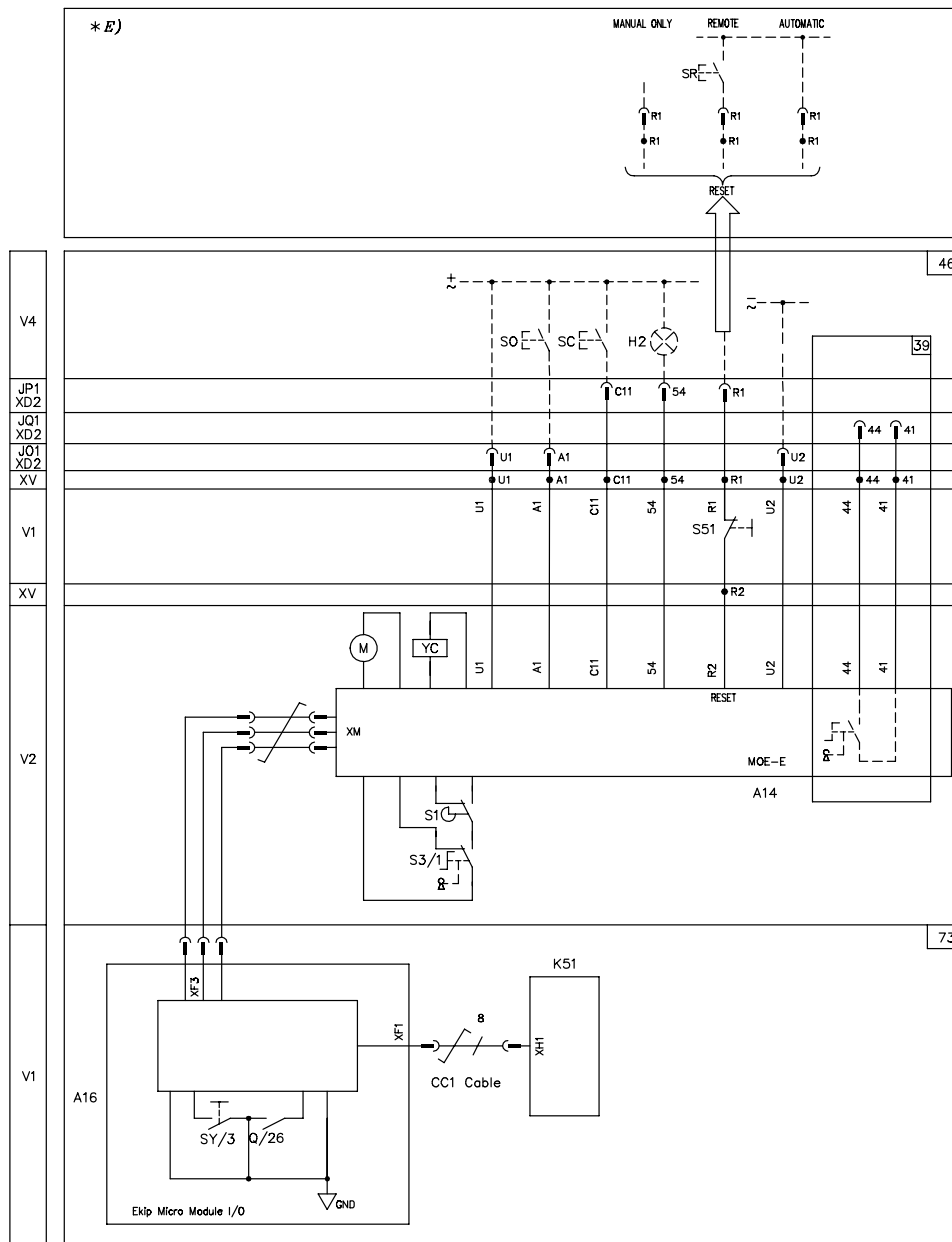 *E)
MANUAL ONLY REMOTE AUTOMATIC
SR
R1 R1 R1
R1 R1 R1
RESET
46
+
~
–
~
V4
SO SC H2
39
JP1
XD2
C11 54 R1
JQ1
XD2
44 41
JO1
XD2
U1 A1 U2
XV
U1 A1 C11 54 R1 U2 44 41
U1 A1 C11 54 R1 U2 44 41
V1
S51
XV
R2
M YC
U1 A1 C11 54 R2 U2 44 41
RESET
XM
V2
MOE-E
A14
S1
S3/1
73
K51
XF3
8
XF1
XH1
CC1 Cable
V1
A16
SY/3 Q/26
GND
Ekip Micro Module I/O